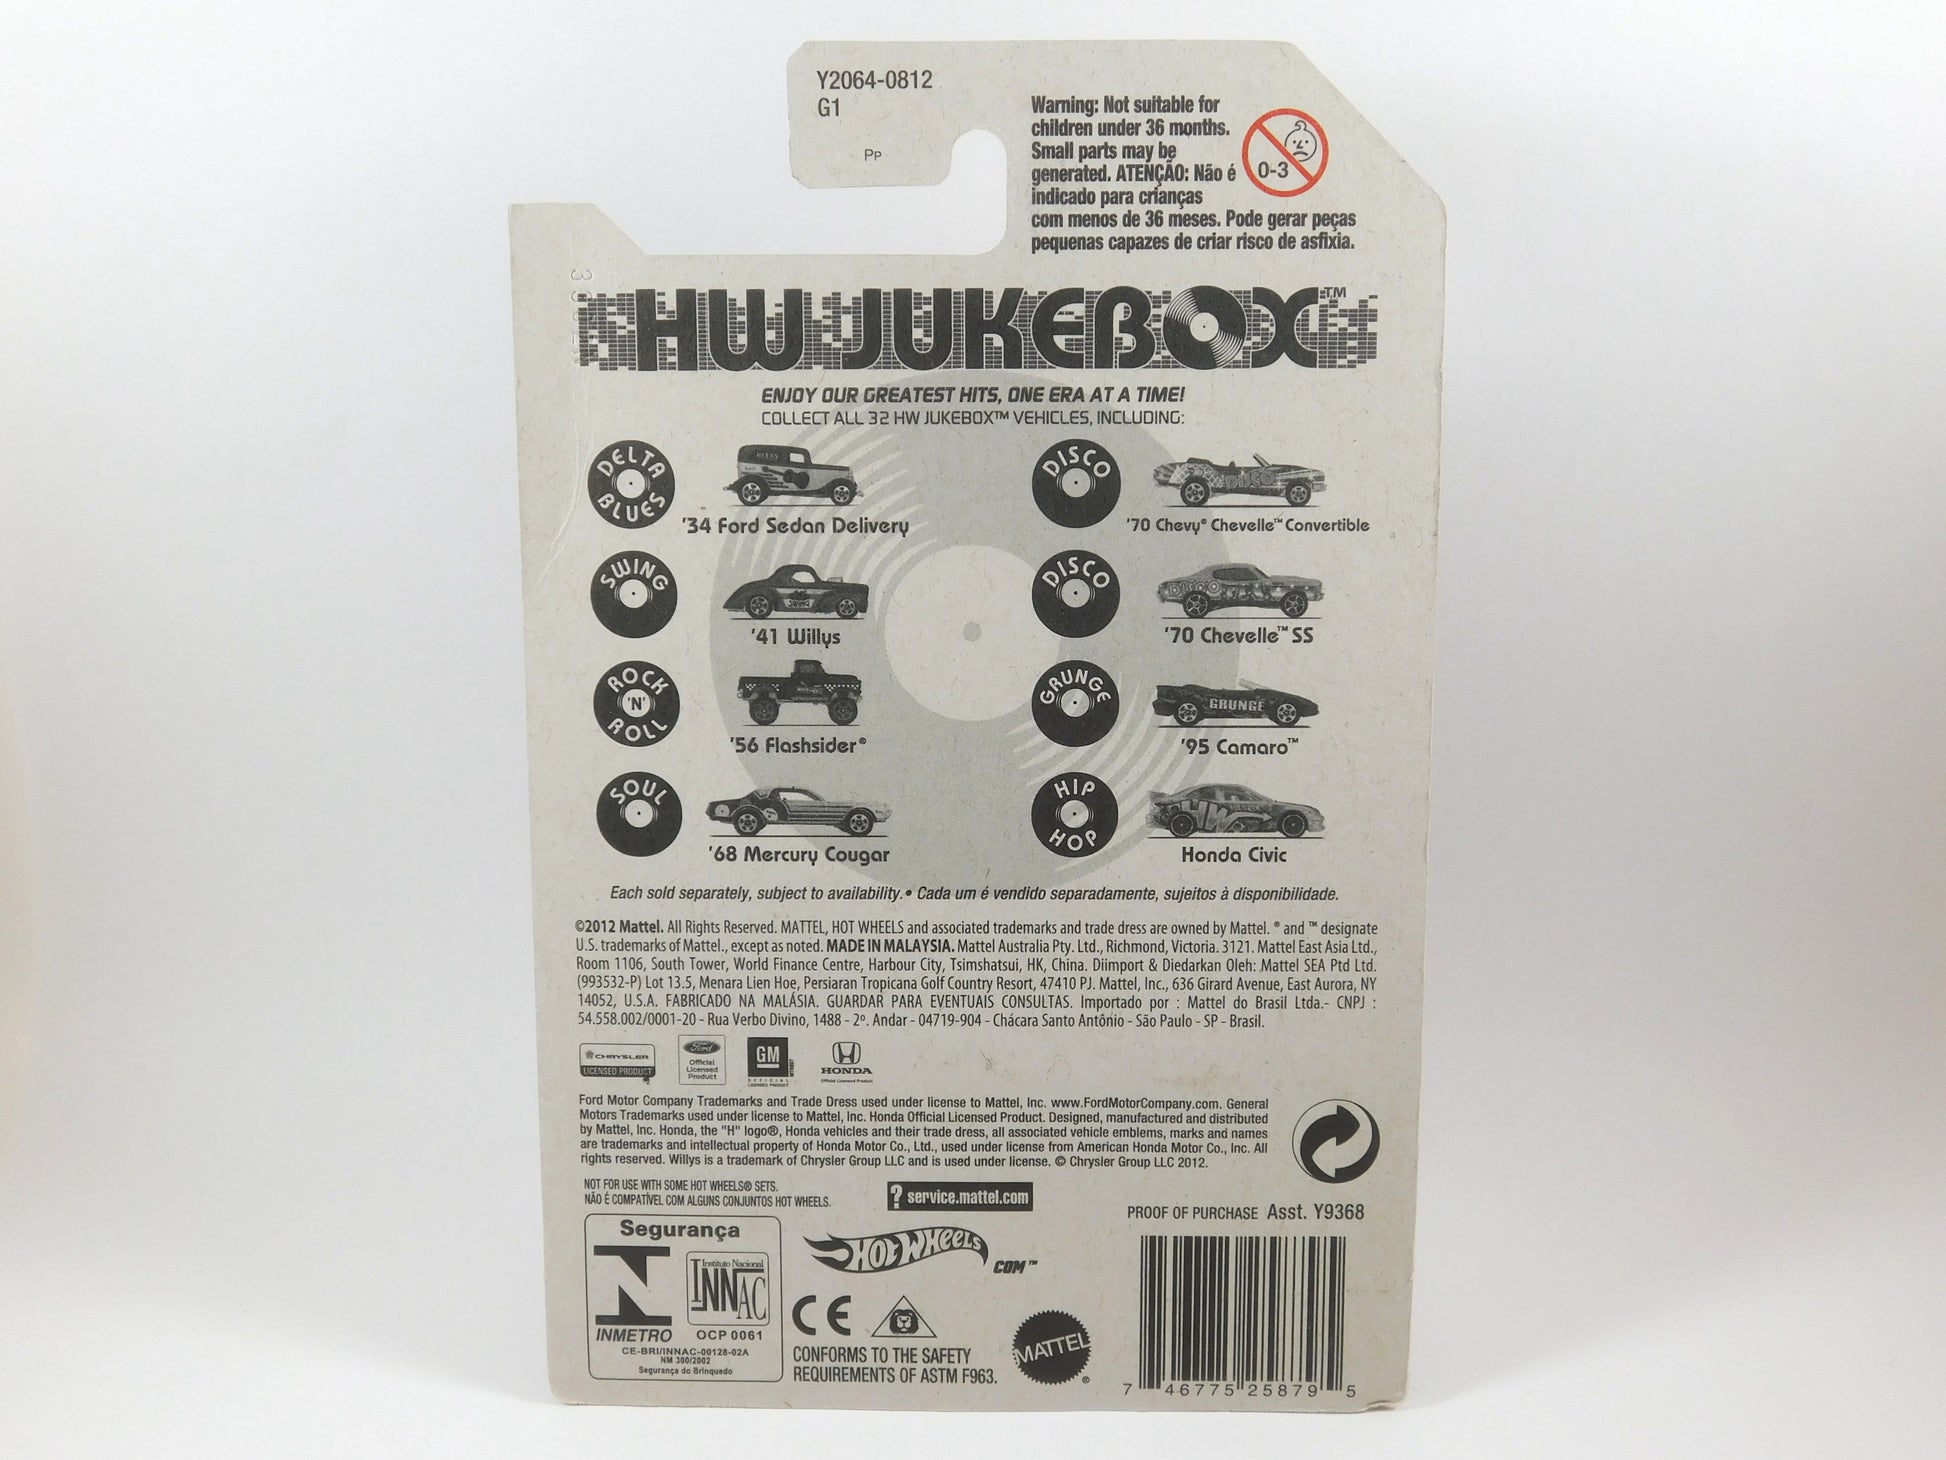 Y2064-0812
G1
PP
Warning: Not suitable for
children under 36 months.
Small parts may be
generated. ATENÇÃO: Não é
indicado para crianças
com menos de 36 meses. Pode gerar peças
pequenas capazes de criar risco de asfixia.
0-3
HW JUKEBOX™
ENJOY OUR GREATEST HITS, ONE ERA AT A TIME!
COLLECT ALL 32 HW JUKEBOX™ VEHICLES, INCLUDING:
DELTA BLUES
'34 Ford Sedan Delivery
SWING
SWING
'41 Willys
ROCK 'N' ROLL
'56 Flashsider®
SOUL
'68 Mercury Cougar
DISCO
DISCO
'70 Chevy® Chevelle™ Convertible
DISCO
DISCO
'70 Chevelle™ SS
GRUNGE
GRUNGE
'95 Camaro™
HIP HOP
HW
Honda Civic
Each sold separately, subject to availability. • Cada um é vendido separadamente, sujeitos à disponibilidade.
©2012 Mattel. All Rights Reserved. MATTEL, HOT WHEELS and associated trademarks and trade dress are owned by Mattel. ® and ™ designate
U.S. trademarks of Mattel., except as noted. MADE IN MALAYSIA. Mattel Australia Pty. Ltd., Richmond, Victoria. 3121. Mattel East Asia Ltd.,
Room 1106, South Tower, World Finance Centre, Harbour City, Tsimshatsui, HK, China. Diimport & Diedarkan Oleh: Mattel SEA Ptd Ltd.
(993532-P) Lot 13.5, Menara Lien Hoe, Persiaran Tropicana Golf Country Resort, 47410 PJ. Mattel, Inc., 636 Girard Avenue, East Aurora, NY
14052, U.S.A. FABRICADO NA MALÁSIA. GUARDAR PARA EVENTUAIS CONSULTAS. Importado por : Mattel do Brasil Ltda.- CNPJ :
54.558.002/0001-20 - Rua Verbo Divino, 1488 - 2º. Andar - 04719-904 - Chácara Santo Antônio - São Paulo - SP - Brasil.
CHRYSLER
LICENSED PRODUCT
Ford
Official
Licensed
Product
GM
OFFICIAL
LICENSED PRODUCT
HONDA
Official Licensed Product
Ford Motor Company Trademarks and Trade Dress used under license to Mattel, Inc. www.FordMotorCompany.com. General
Motors Trademarks used under license to Mattel, Inc. Honda Official Licensed Product. Designed, manufactured and distributed
by Mattel, Inc. Honda, the "H" logo®, Honda vehicles and their trade dress, all associated vehicle emblems, marks and names
are trademarks and intellectual property of Honda Motor Co., Ltd., used under license from American Honda Motor Co., Inc. All
rights reserved. Willys is a trademark of Chrysler Group LLC and is used under license. © Chrysler Group LLC 2012.
NOT FOR USE WITH SOME HOT WHEELS® SETS.
NÃO É COMPATÍVEL COM ALGUNS CONJUNTOS HOT WHEELS.
? service.mattel.com
PROOF OF PURCHASE Asst. Y9368
Segurança
INMETRO
Instituto Nacional
INNAC
OCP 0061
CE-BRI/INNAC-00128-02A
NM 300/2002
Segurança do Brinquedo
HOT WHEELS
COM™
CE
CONFORMS TO THE SAFETY
REQUIREMENTS OF ASTM F963.
MATTEL®
7 46775 25879 5